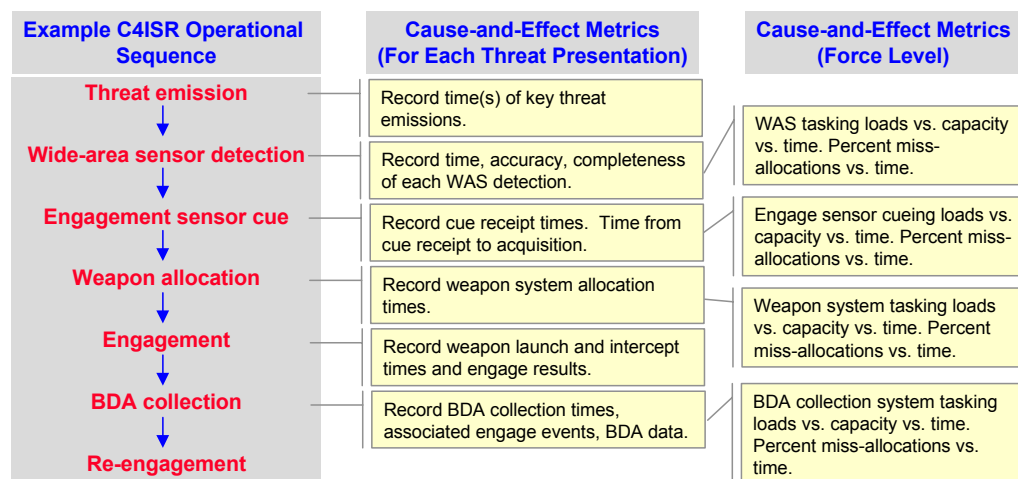 Example C4ISR Operational
Sequence
Threat emission
Wide-area sensor detection
Engagement sensor cue
Weapon allocation
Engagement
BDA collection
Re-engagement
Cause-and-Effect Metrics
(For Each Threat Presentation)
Record time(s) of key threat
emissions.
Record time, accuracy, completeness
of each WAS detection.
Record cue receipt times.  Time from
cue receipt to acquisition.
Record weapon system allocation
times.
Record weapon launch and intercept
times and engage results.
Record BDA collection times,
associated engage events, BDA data.
Cause-and-Effect Metrics
(Force Level)
WAS tasking loads vs. capacity
vs. time. Percent miss-
allocations vs. time.
Engage sensor cueing loads vs.
capacity vs. time. Percent miss-
allocations vs. time.
Weapon system tasking loads
vs. capacity vs. time. Percent
miss-allocations vs. time.
BDA collection system tasking
loads vs. capacity vs. time.
Percent miss-allocations vs.
time.